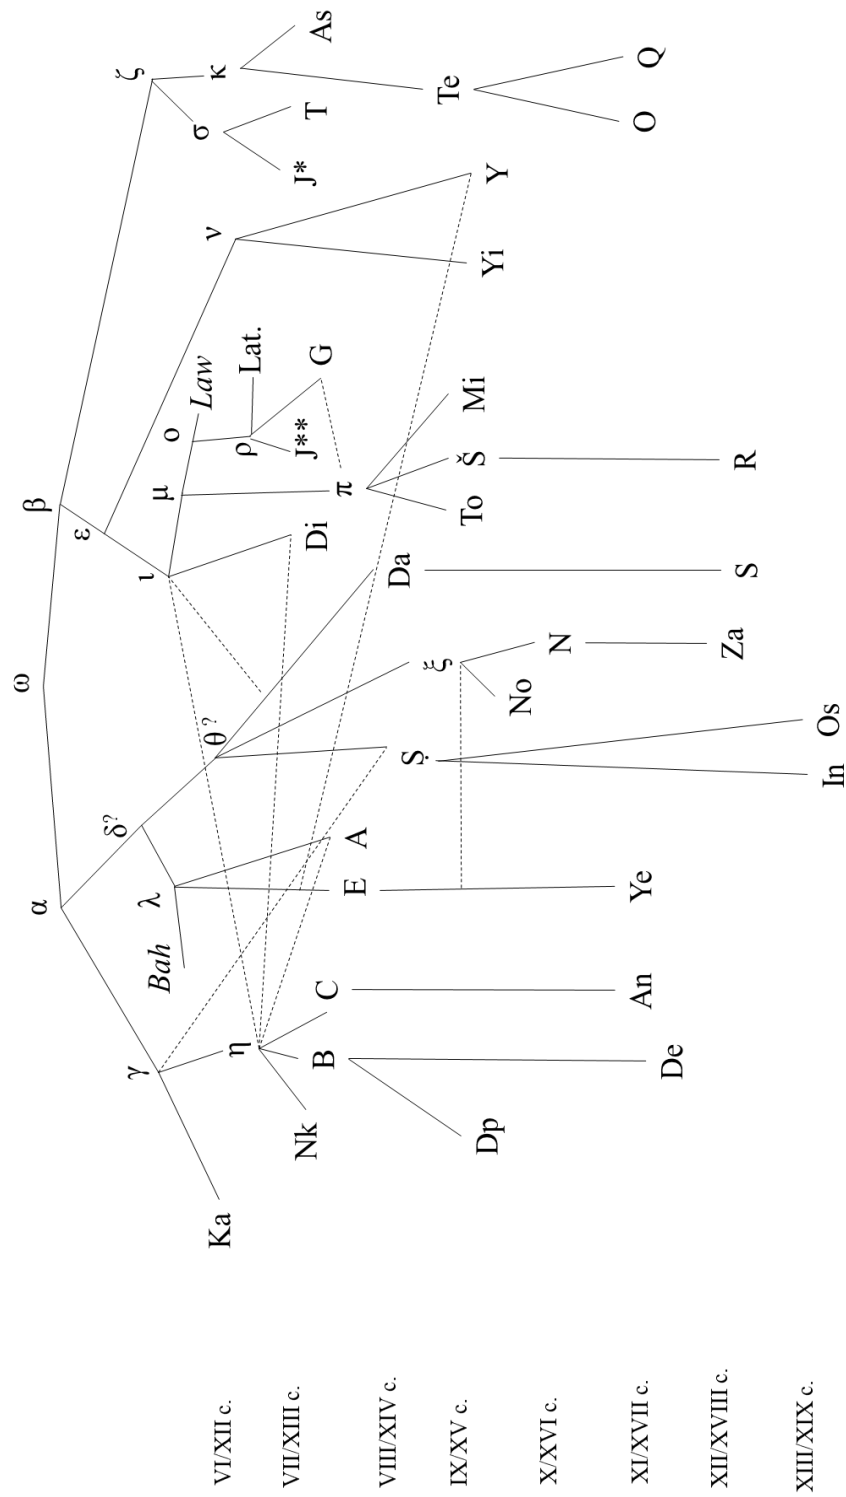 ω
α
β
ε
δ?
γ
ζ
λ
ι
Bah
μ
ο
Law
σ
VI/XII c.
Ka
θ?
ν
κ
η
ρ
Lat.
VII/XIII c.
Nk
B
C
Di
J**
G
J*
T
As
E
A
π
VIII/XIV c.
Ṣ
Da
ξ
Te
IX/XV c.
Dp
To
Š
Mi
Yi
Y
No
X/XVI c.
N
XI/XVII c.
De
An
Ye
O
Q
XII/XVIII c.
Za
S
R
XIII/XIX c.
In
Os